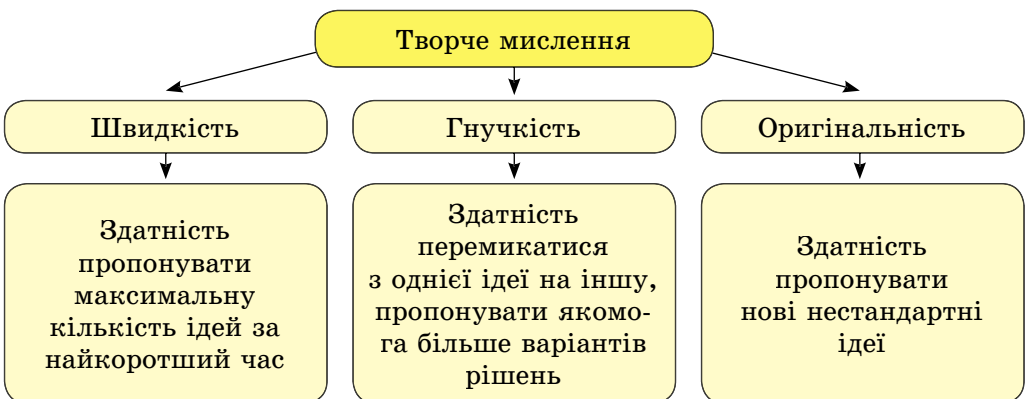 Творче мислення
Швидкість
Гнучкість
Оригінальність
Здатність
пропонувати
максимальну
кількість ідей за
найкоротший час
Здатність
перемикатися
з однієї ідеї на іншу,
пропонувати якомо-
га більше варіантів
рішень
Здатність
пропонувати
нові нестандартні
ідеї